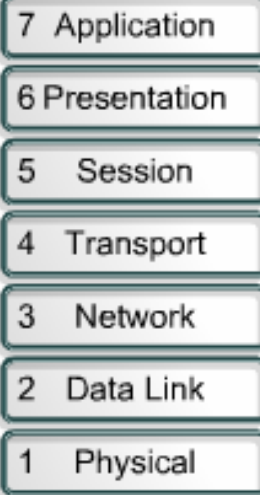 7 Application
6 Presentation
5 Session
4 Transport
3 Network
2 Data Link
1 Physical